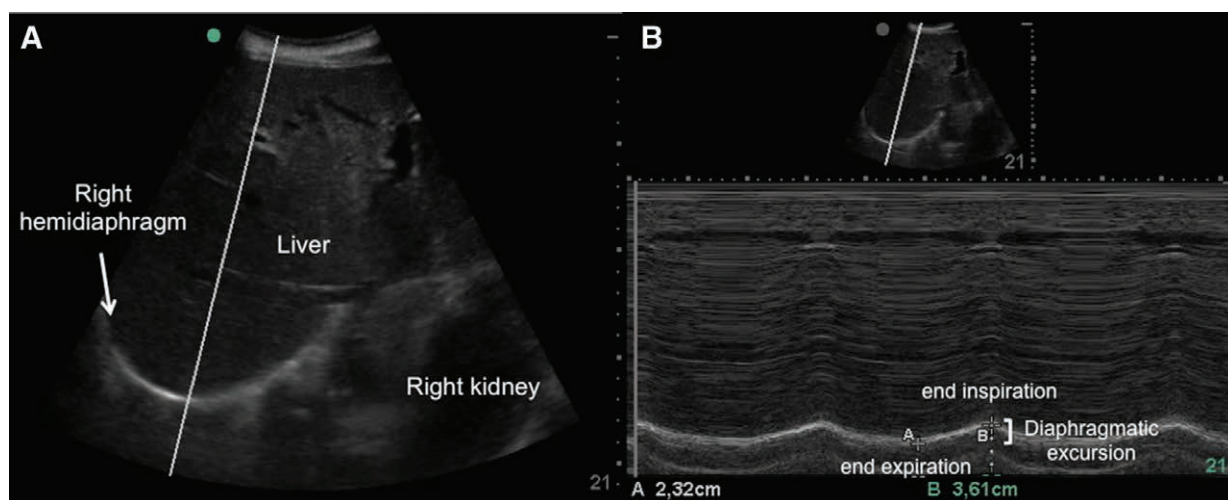 A
Right
hemidiaphragm
Liver
Right kidney
21
B
21
end inspiration
A
B
Diaphragmatic
excursion
end expiration
21
A 2,32cm
B 3,61cm